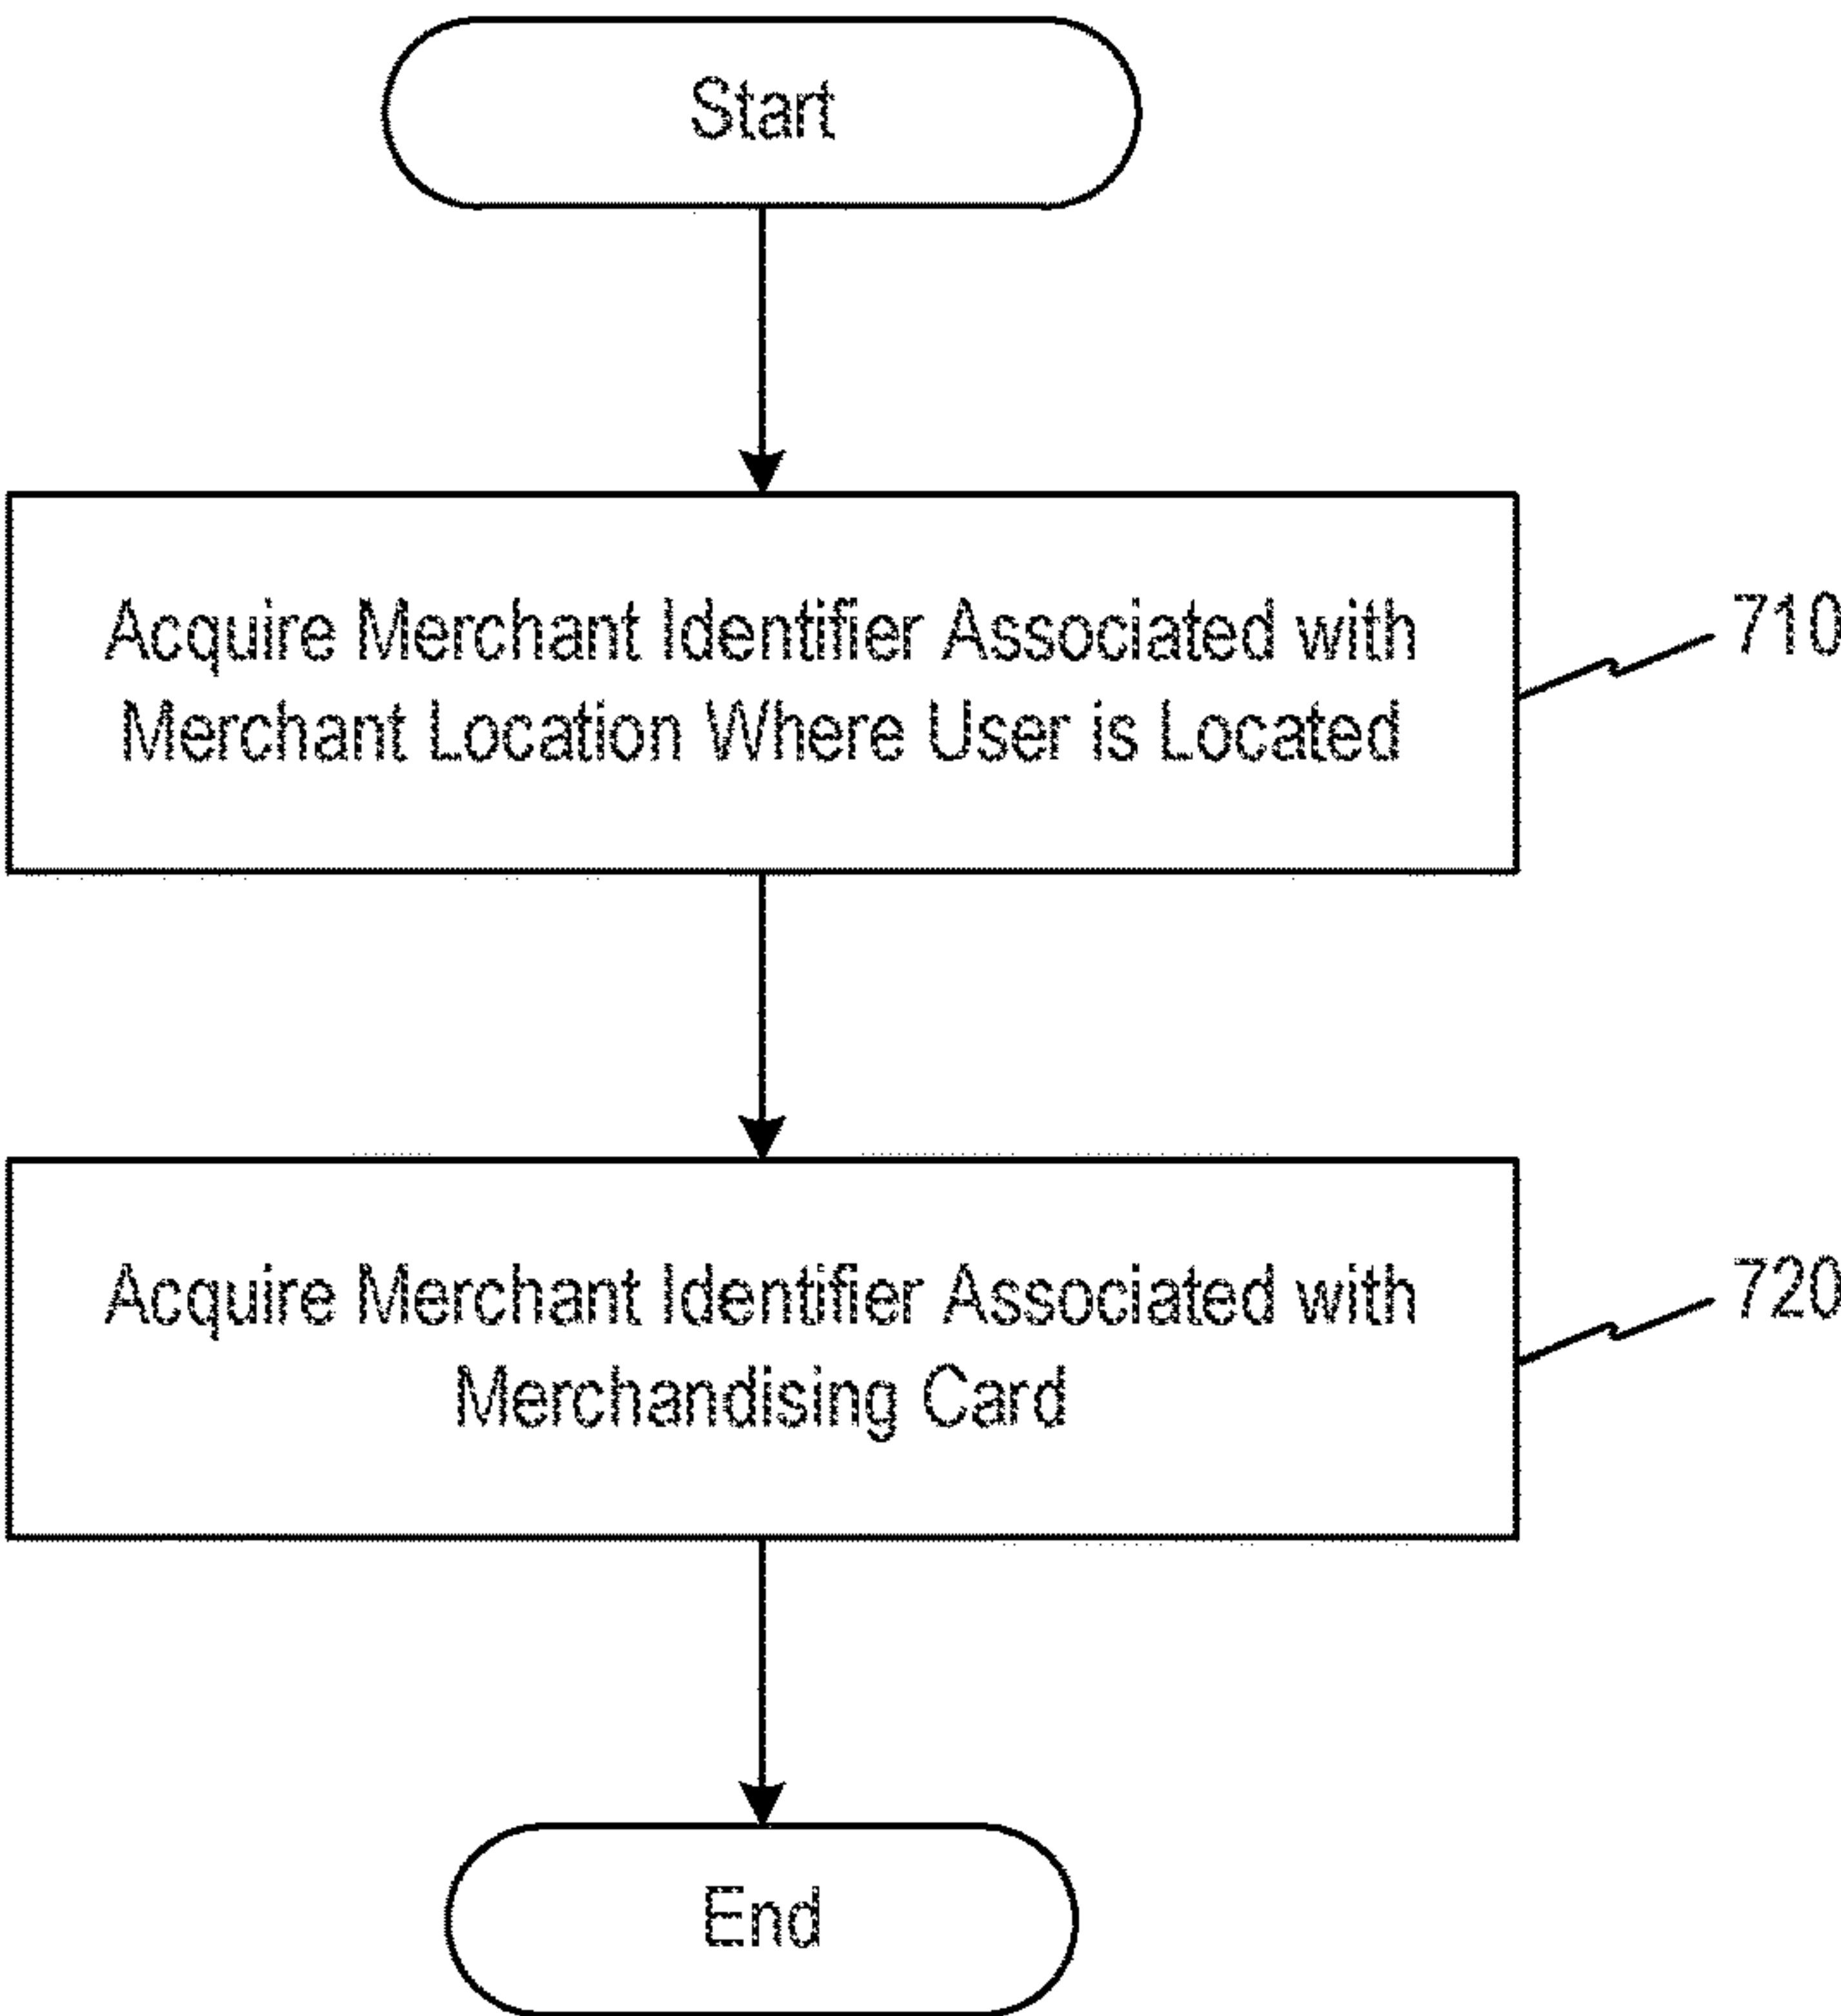 Start
Acquire Merchant Identifier Associated with
Merchant Location Where User is Located
710
Acquire Merchant Identifier Associated with
Merchandising Card
720
End